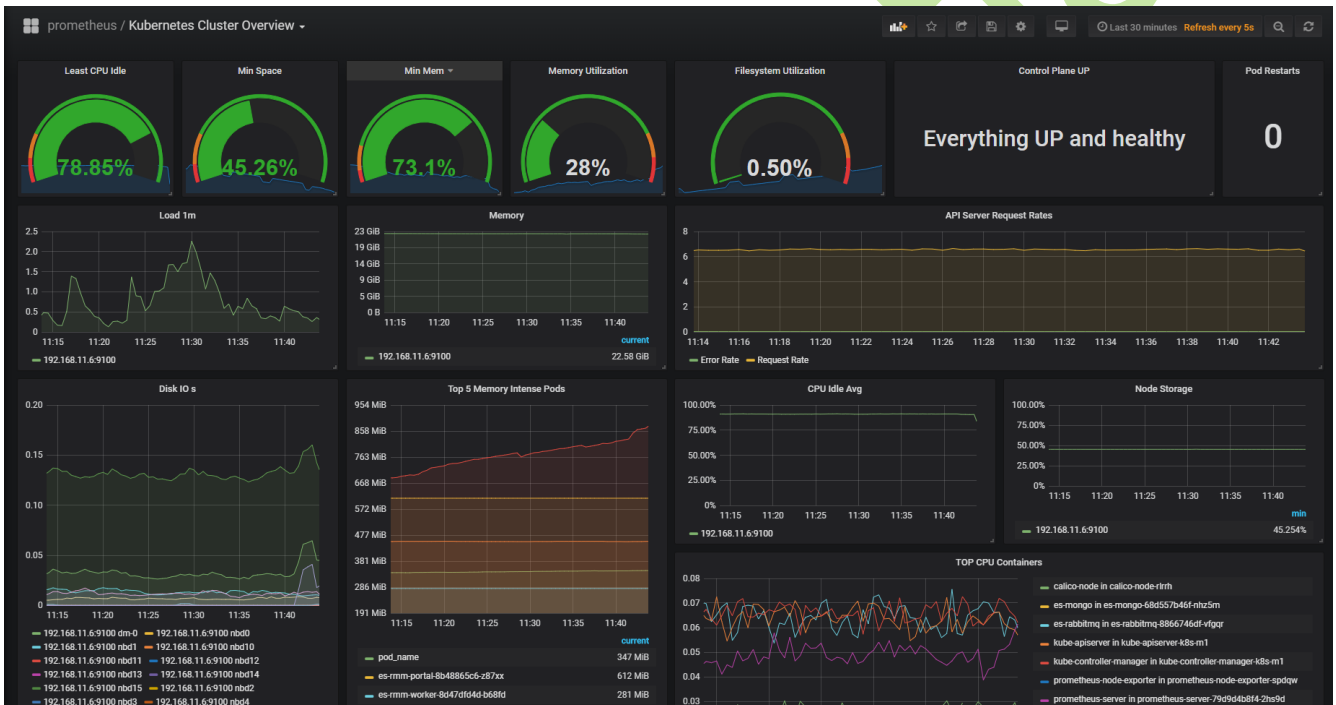 prometheus / Kubernetes Cluster Overview
Last 30 minutes Refresh every 5s
Least CPU Idle
78.85%
Min Space
45.26%
Min Mem
73.1%
Memory Utilization
28%
Filesystem Utilization
0.50%
Control Plane UP
Everything UP and healthy
Pod Restarts
0
Load 1m
2.5
2.0
1.5
1.0
0.5
0
11:15 11:20 11:25 11:30 11:35 11:40
192.168.11.6:9100
Memory
23 GiB
19 GiB
14 GiB
9 GiB
5 GiB
0 B
11:15 11:20 11:25 11:30 11:35 11:40
current
192.168.11.6:9100 22.58 GiB
API Server Request Rates
8
6
4
2
0
11:14 11:16 11:18 11:20 11:22 11:24 11:26 11:28 11:30 11:32 11:34 11:36 11:38 11:40 11:42
Error Rate Request Rate
Disk IO s
0.20
0.15
0.10
0.05
0
11:15 11:20 11:25 11:30 11:35 11:40
192.168.11.6:9100 dm-0 192.168.11.6:9100 nbd0
192.168.11.6:9100 nbd1 192.168.11.6:9100 nbd10
192.168.11.6:9100 nbd11 192.168.11.6:9100 nbd12
192.168.11.6:9100 nbd13 192.168.11.6:9100 nbd14
192.168.11.6:9100 nbd15 192.168.11.6:9100 nbd2
192.168.11.6:9100 nbd3 192.168.11.6:9100 nbd4
Top 5 Memory Intense Pods
954 MiB
858 MiB
763 MiB
668 MiB
572 MiB
477 MiB
381 MiB
286 MiB
191 MiB
11:15 11:20 11:25 11:30 11:35 11:40
current
pod_name 347 MiB
es-rmm-portal-8b48865c6-z87xx 612 MiB
es-rmm-worker-8d47dfd4d-b68fd 281 MiB
CPU Idle Avg
100.00%
75.00%
50.00%
25.00%
0%
11:15 11:20 11:25 11:30 11:35 11:40
192.168.11.6:9100
Node Storage
100.00%
75.00%
50.00%
25.00%
0%
11:15 11:20 11:25 11:30 11:35 11:40
min
192.168.11.6:9100 45.254%
TOP CPU Containers
0.08
0.07
0.06
0.05
0.04
0.03
calico-node in calico-node-rlrrh
es-mongo in es-mongo-68d557b46f-nhz5m
es-rabbitmq in es-rabbitmq-8866746df-vfgqr
kube-apiserver in kube-apiserver-k8s-m1
kube-controller-manager in kube-controller-manager-k8s-m1
prometheus-node-exporter in prometheus-node-exporter-spdqw
prometheus-server in prometheus-server-79d9d4b8f4-2hs9d